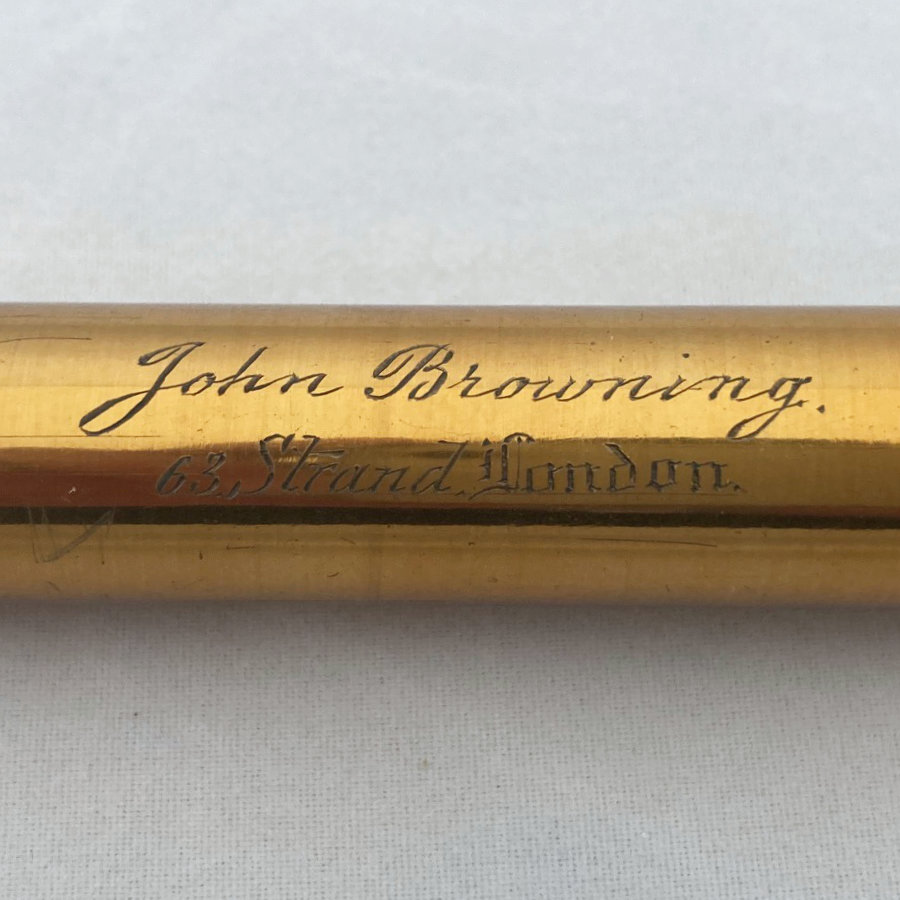 John Browning.
63, Strand, London.